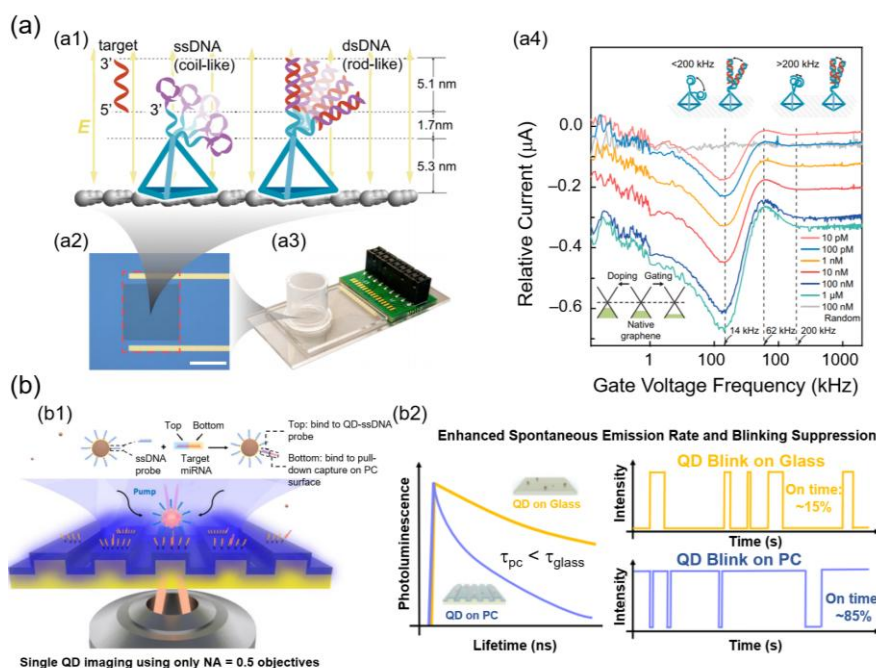 (a)
(a1)
target
ssDNA
(coil-like)
dsDNA
(rod-like)
3’
3’
5’
E
5.1 nm
1.7nm
5.3 nm
(a2)
(a3)
(a4)
<200 kHz
>200 kHz
Relative Current (µA)
0.0
−0.2
−0.4
−0.6
10 pM
100 pM
1 nM
10 nM
100 nM
1 µM
100 nM
Random
Doping
Gating
Native
graphene
14 kHz
62 kHz
200 kHz
1
100
100
1000
Gate Voltage Frequency (kHz)
(b)
(b1)
Top
Bottom
ssDNA
probe
+
Target
miRNA
Top: bind to QD-ssDNA
probe
Bottom: bind to pull-
down capture on PC
surface
Pump
Single QD imaging using only NA = 0.5 objectives
(b2)
Enhanced Spontaneous Emission Rate and Blinking Suppression
Photoluminescence
QD on Glass
τpc < τglass
QD on PC
Lifetime (ns)
QD Blink on Glass
Intensity
On time:
~15%
Time (s)
QD Blink on PC
Intensity
On time:
~85%
Time (s)